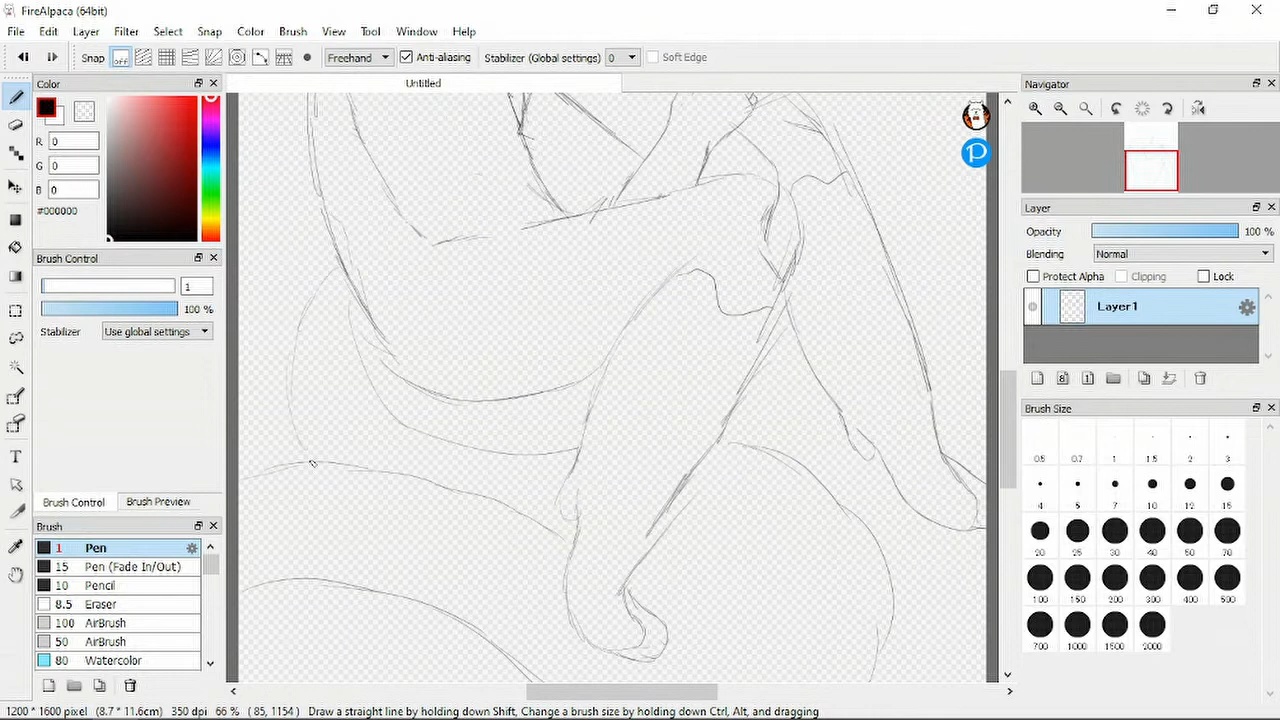 FireAlpaca (64bit)
File Edit Layer Filter Select Snap Color Brush View Tool Window Help
Snap OFF Freehand Anti-aliasing Stabilizer (Global settings) 0 Soft Edge
Color
Untitled
Navigator
R 0
G 0
B 0
#000000
Brush Control
1
100 %
Stabilizer Use global settings
Brush Control Brush Preview
Brush
1 Pen
15 Pen (Fade In/Out)
10 Pencil
8.5 Eraser
100 AirBrush
50 AirBrush
80 Watercolor
P
Layer
Opacity 100 %
Blending Normal
Protect Alpha Clipping Lock
Layer1
8 1
Brush Size
0.5 0.7 1 1.5 2 3
4 5 7 10 12 15
20 25 30 40 50 70
100 150 200 300 400 500
700 1000 1500 2000
1200 * 1600 pixel (8.7 * 11.6cm) 350 dpi 66 % ( 85, 1154 ) Draw a straight line by holding down Shift, Change a brush size by holding down Ctrl, Alt, and dragging